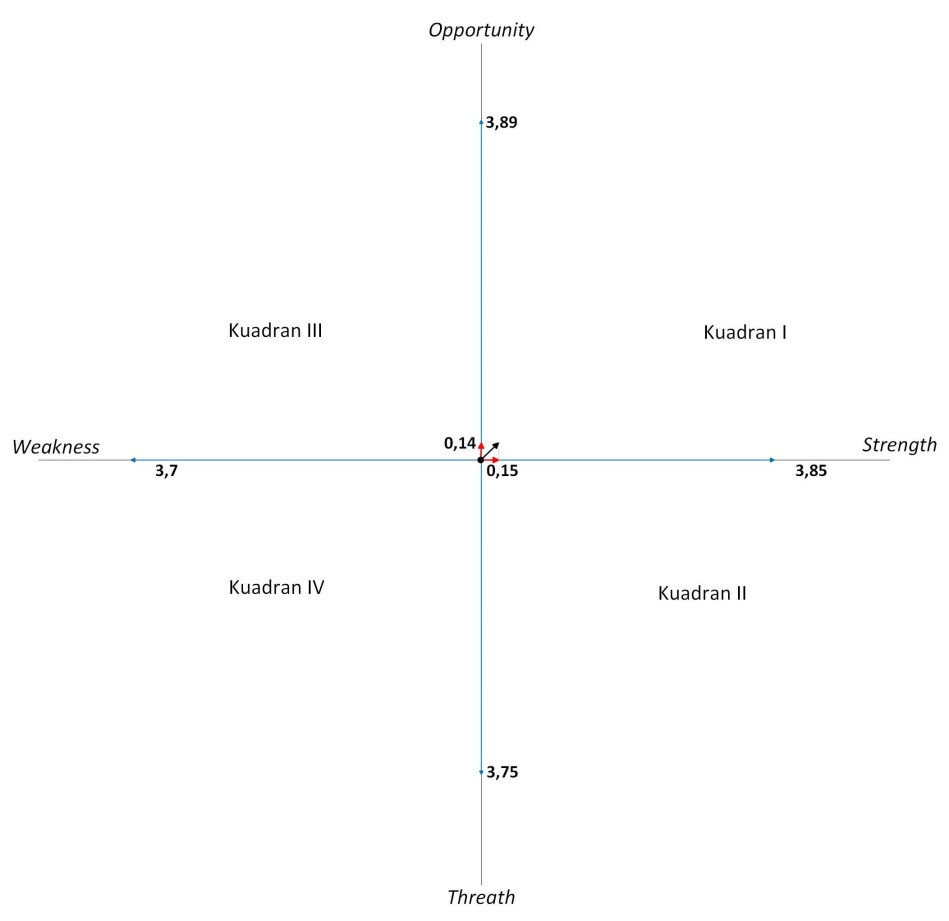 Opportunity
3,89
Kuadran III
Kuadran I
0,14
Weakness
Strength
3,7
0,15
3,85
Kuadran IV
Kuadran II
3,75
Threath